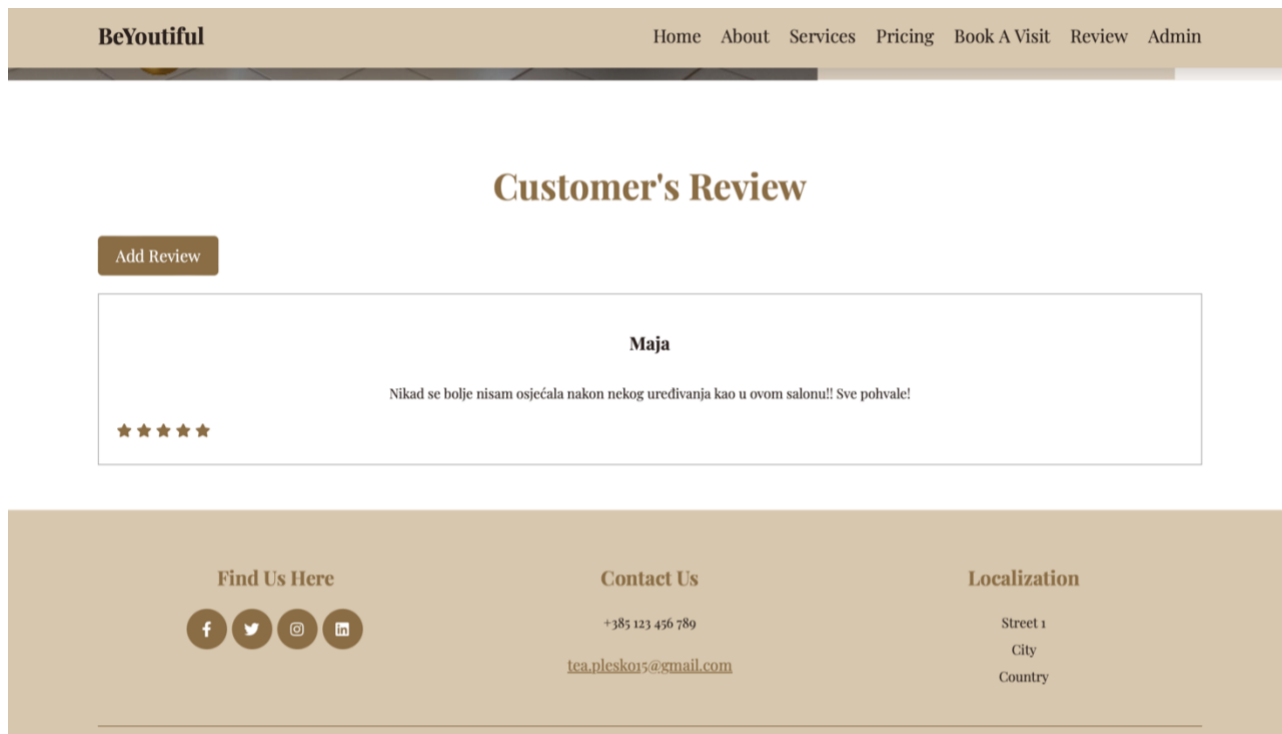 BeYoutiful
Home About Services Pricing Book A Visit Review Admin
Customer's Review
Add Review
Maja
Nikad se bolje nisam osjećala nakon nekog uređivanja kao u ovom salonu!! Sve pohvale!
Find Us Here
Contact Us
+385 123 456 789
tea.plesko15@gmail.com
Localization
Street 1
City
Country